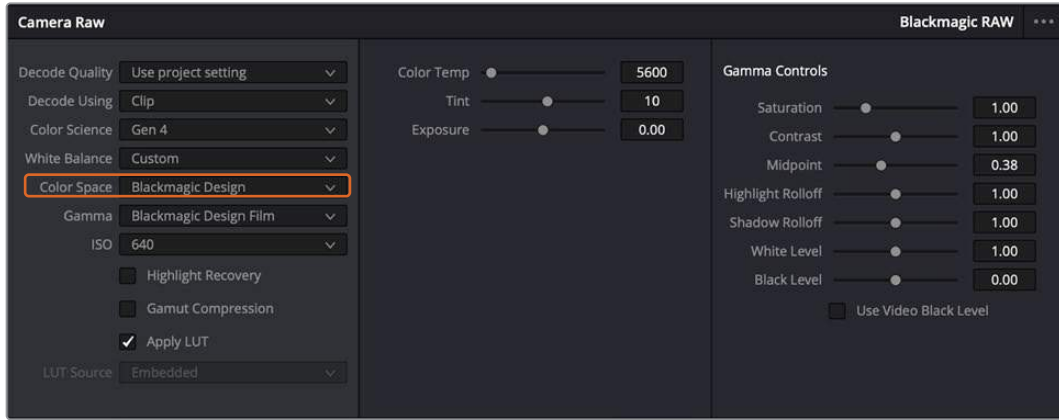 Camera Raw Blackmagic RAW
Decode Quality Use project setting
Decode Using Clip
Color Science Gen 4
White Balance Custom
Color Space Blackmagic Design
Gamma Blackmagic Design Film
ISO 640
Highlight Recovery
Gamut Compression
Apply LUT
LUT Source Embedded
Color Temp 5600
Tint 10
Exposure 0.00
Gamma Controls
Saturation 1.00
Contrast 1.00
Midpoint 0.38
Highlight Rolloff 1.00
Shadow Rolloff 1.00
White Level 1.00
Black Level 0.00
Use Video Black Level